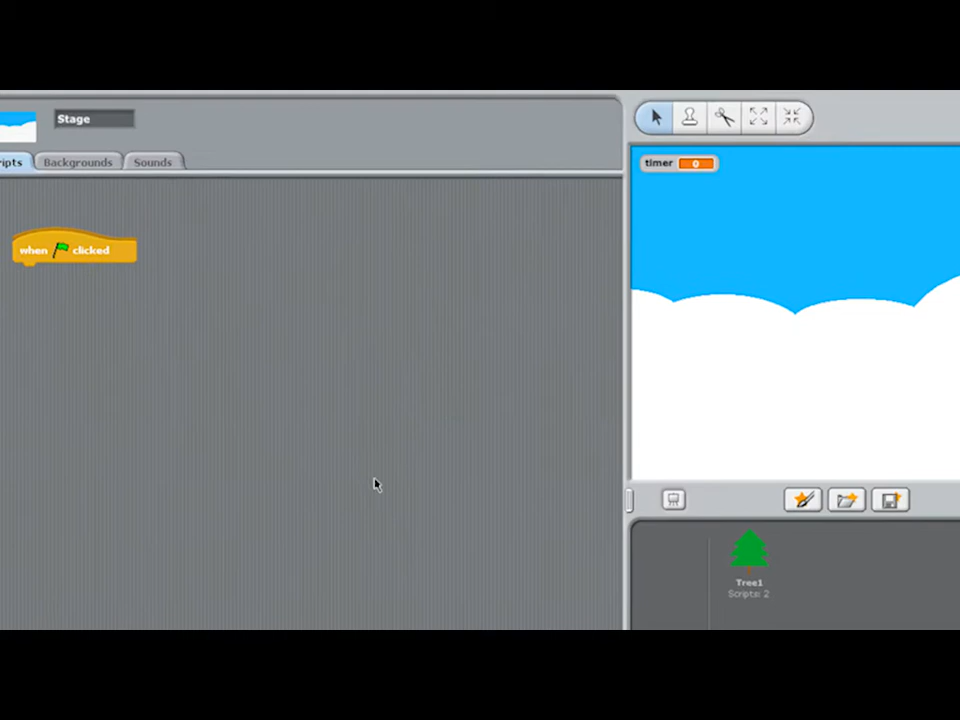 Stage
ripts
Backgrounds
Sounds
timer 0
when clicked
Tree1
Scripts: 2